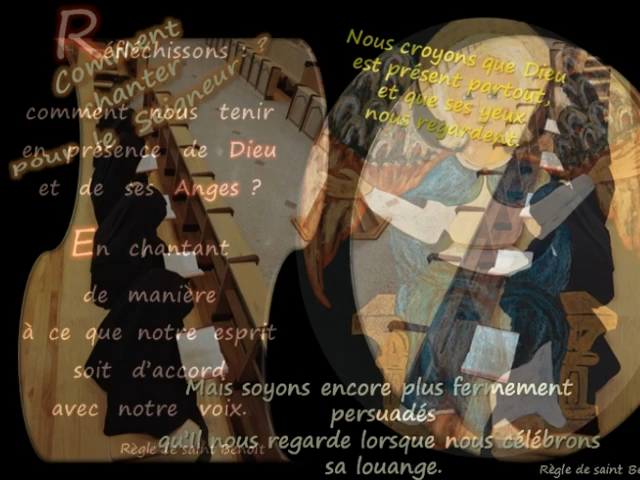 Comment
chanter
pour le Seigneur ?
Réfléchissons :
comment nous tenir
en présence de Dieu
et de ses Anges ?
En chantant
de manière
à ce que notre esprit
soit d'accord
avec notre voix.
Règle de saint Benoît
Nous croyons que Dieu
est présent partout,
et que ses yeux
nous regardent.
Mais soyons encore plus fermement
persuadés
qu'il nous regarde lorsque nous célébrons
sa louange.
Règle de saint Be